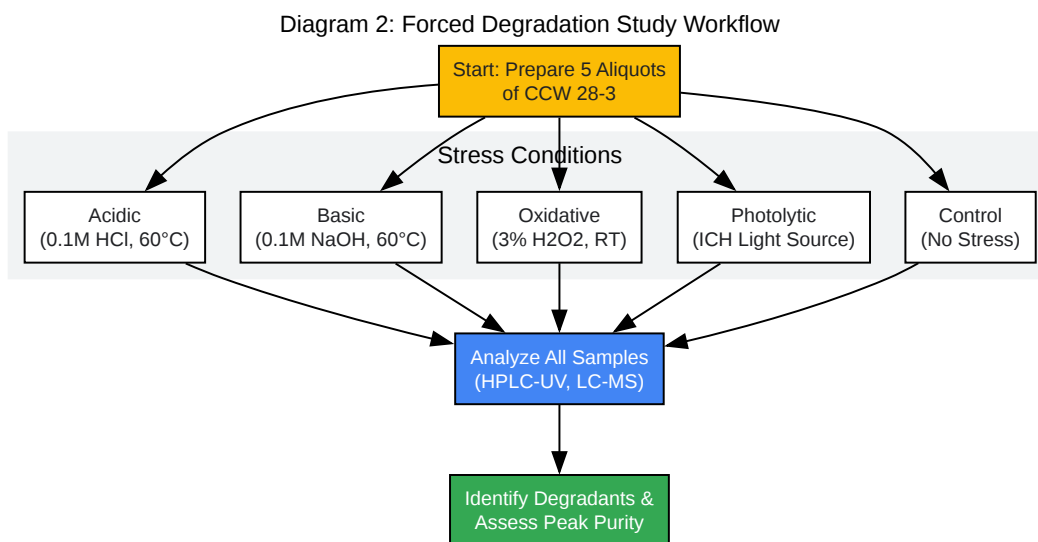 Diagram 2: Forced Degradation Study Workflow
Start: Prepare 5 Aliquots
of CCW 28-3
Stress Conditions
Acidic
(0.1M HCl, 60°C)
Basic
(0.1M NaOH, 60°C)
Oxidative
(3% H2O2, RT)
Photolytic
(ICH Light Source)
Control
(No Stress)
Analyze All Samples
(HPLC-UV, LC-MS)
Identify Degradants &
Assess Peak Purity